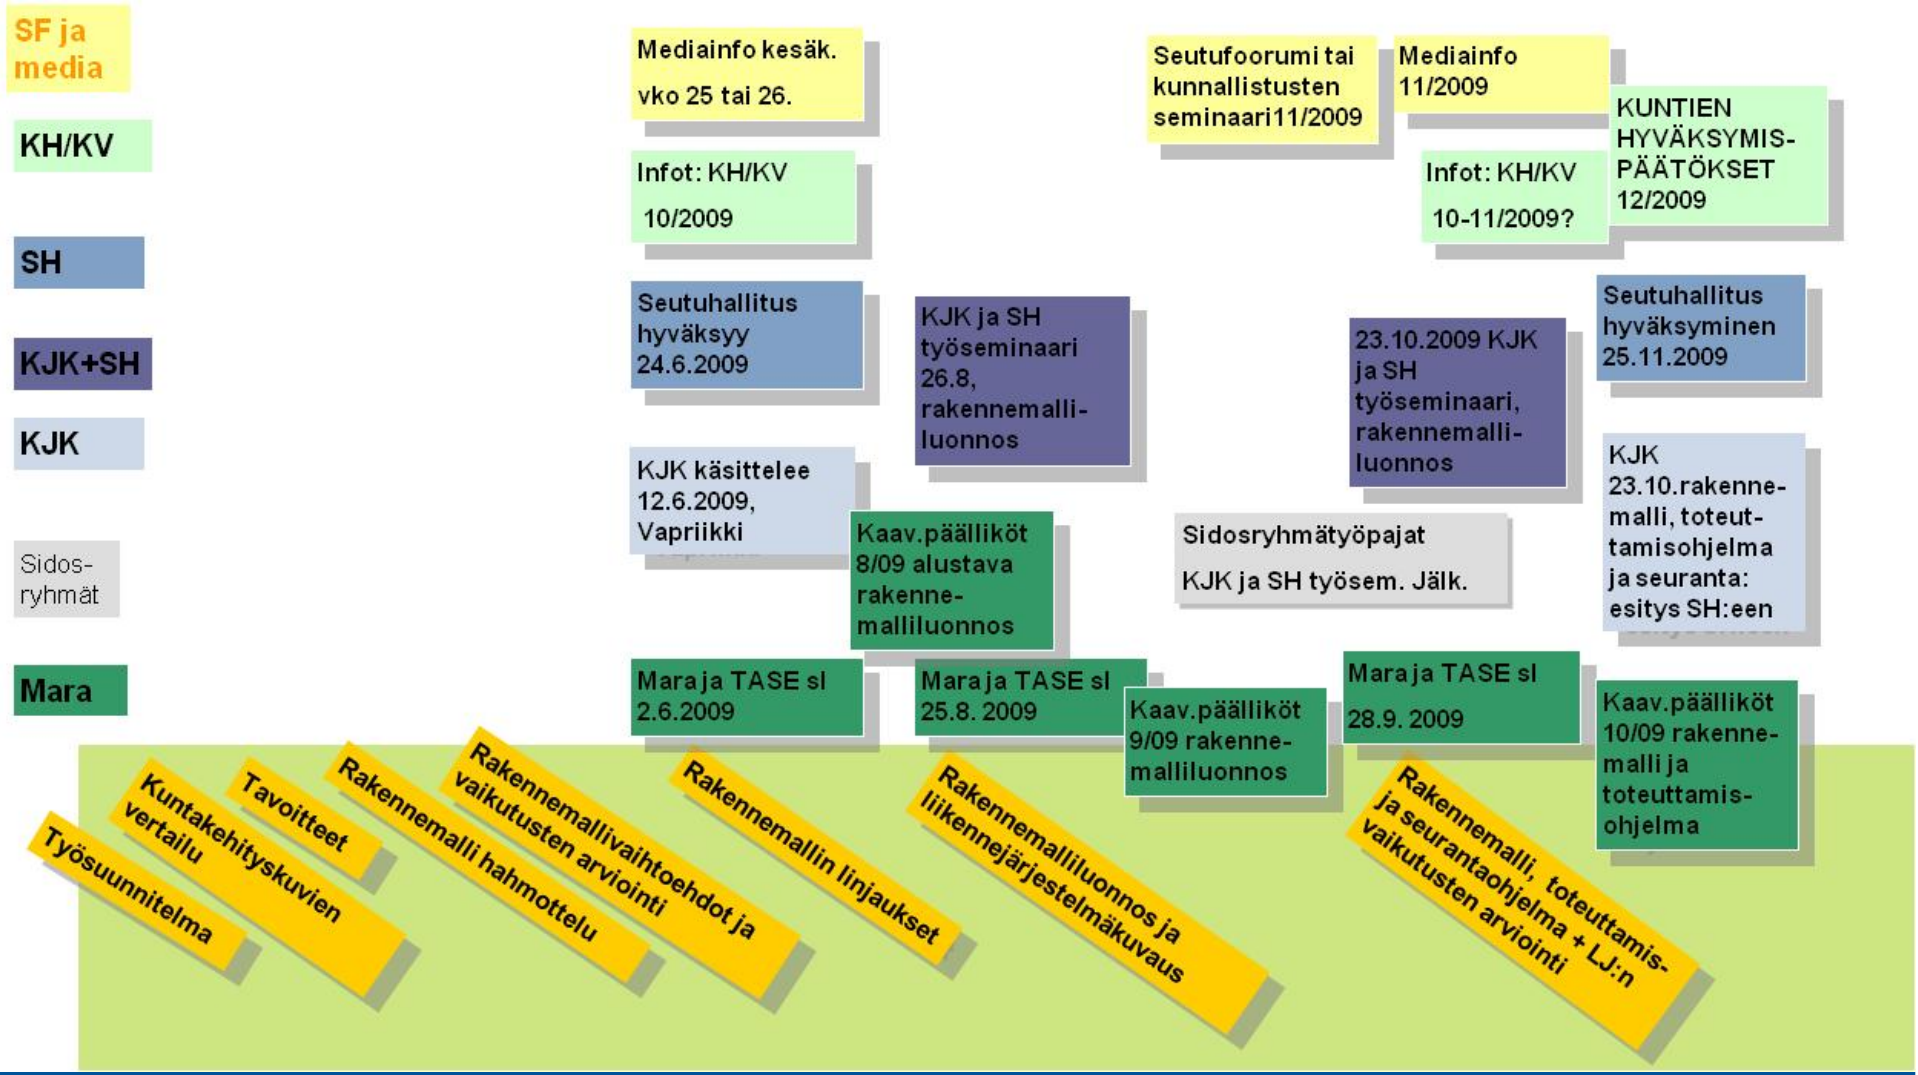 SF ja
media
Mediainfo kesäk.
vko 25 tai 26.
Seutufoorumi tai
kunnallistusten
seminaari11/2009
Mediainfo
11/2009
KH/KV
Infot: KH/KV
10/2009
Infot: KH/KV
10-11/2009?
KUNTIEN
HYVÄKSYMIS-
PÄÄTÖKSET
12/2009
SH
Seutuhallitus
hyväksyy
24.6.2009
Seutuhallitus
hyväksyminen
25.11.2009
KJK+SH
KJK ja SH
työseminaari
26.8,
rakennemalli-
luonnos
23.10.2009 KJK
ja SH
työseminaari,
rakennemalli-
luonnos
KJK
KJK käsittelee
12.6.2009,
Vapriikki
KJK
23.10.rakenne-
malli, toteut-
tamisohjelma
ja seuranta:
esitys SH:een
Sidos-
ryhmät
Sidosryhmätyöpajat
KJK ja SH työsem. Jälk.
Kaav.päälliköt
8/09 alustava
rakenne-
malliluonnos
Mara
Mara ja TASE sl
2.6.2009
Mara ja TASE sl
25.8. 2009
Kaav.päälliköt
9/09 rakenne-
malliluonnos
Mara ja TASE sl
28.9. 2009
Kaav.päälliköt
10/09 rakenne-
malli ja
toteuttamis-
ohjelma
Työsuunnitelma
Kuntakehityskuvien
vertailu
Tavoitteet
Rakennemalli hahmottelu
Rakennemallivaihtoehdot ja
vaikutusten arviointi
Rakennemallin linjaukset
Rakennemalliluonnos ja
liikennejärjestelmäkuvaus
Rakennemalli, toteuttamis-
ja seurantaohjelma + LJ:n
vaikutusten arviointi